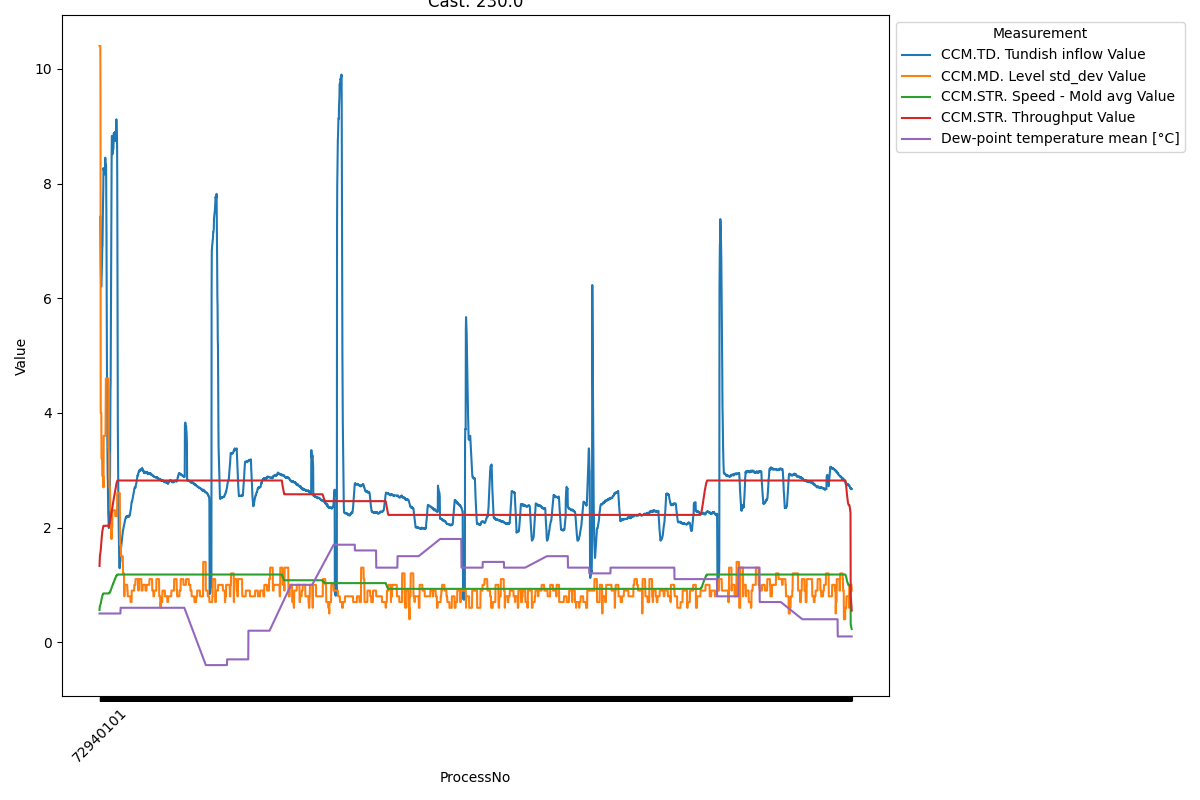 Cast: 230.0
Measurement
CCM.TD. Tundish inflow Value
CCM.MD. Level std_dev Value
CCM.STR. Speed - Mold avg Value
CCM.STR. Throughput Value
Dew-point temperature mean [°C]
10
8
6
4
2
0
Value
72940101
ProcessNo